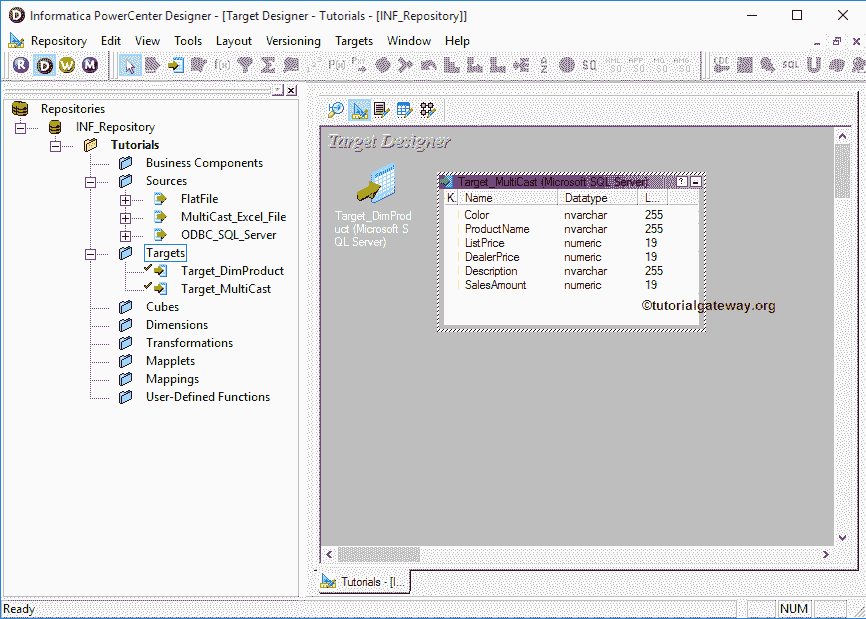 Informatica PowerCenter Designer - [Target Designer - Tutorials - [INF_Repository]]
Repository Edit View Tools Layout Versioning Targets Window Help
R D W M
Repositories
INF_Repository
Tutorials
Business Components
Sources
FlatFile
MultiCast_Excel_File
ODBC_SQL_Server
Targets
Target_DimProduct
Target_MultiCast
Cubes
Dimensions
Transformations
Mapplets
Mappings
User-Defined Functions
Target Designer
Target_DimProd
uct (Microsoft S
QL Server)
Target_MultiCast (Microsoft SQL Server)
K. Name Datatype L...
Color nvarchar 255
ProductName nvarchar 255
ListPrice numeric 19
DealerPrice numeric 19
Description nvarchar 255
SalesAmount numeric 19
©tutorialgateway.org
Tutorials - [I...
Ready NUM